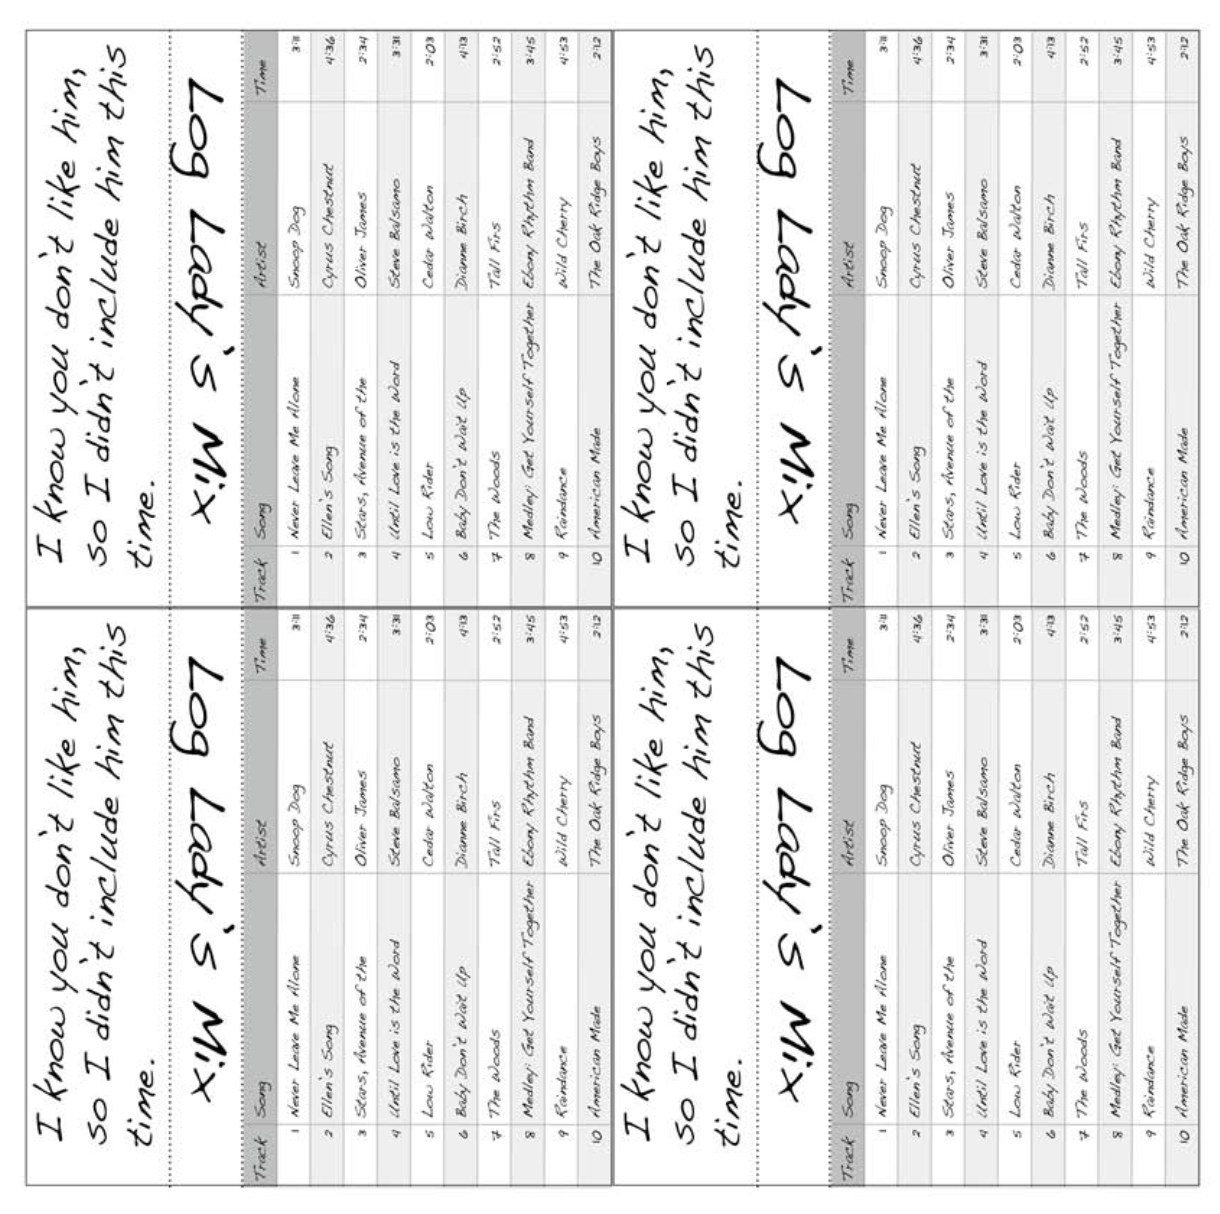 I know you don't like him,
so I didn't include him this
time.
Log Lady's Mix
Track Song Artist Time
1 Never Leave Me Alone Snoop Dog 3:11
2 Ellen's Song Cyrus Chestnut 4:36
3 Stars, Avenue of the Oliver James 2:34
4 Until Love is the Word Steve Balsamo 3:31
5 Low Rider Cedar Walton 2:03
6 Baby Don't Wait Up Dianne Birch 4:13
7 The Woods Tall Firs 2:52
8 Medley: Get Yourself Together Ebony Rhythm Band 3:45
9 Raindance Wild Cherry 4:53
10 American Made The Oak Ridge Boys 2:12
I know you don't like him,
so I didn't include him this
time.
Log Lady's Mix
Track Song Artist Time
1 Never Leave Me Alone Snoop Dog 3:11
2 Ellen's Song Cyrus Chestnut 4:36
3 Stars, Avenue of the Oliver James 2:34
4 Until Love is the Word Steve Balsamo 3:31
5 Low Rider Cedar Walton 2:03
6 Baby Don't Wait Up Dianne Birch 4:13
7 The Woods Tall Firs 2:52
8 Medley: Get Yourself Together Ebony Rhythm Band 3:45
9 Raindance Wild Cherry 4:53
10 American Made The Oak Ridge Boys 2:12
I know you don't like him,
so I didn't include him this
time.
Log Lady's Mix
Track Song Artist Time
1 Never Leave Me Alone Snoop Dog 3:11
2 Ellen's Song Cyrus Chestnut 4:36
3 Stars, Avenue of the Oliver James 2:34
4 Until Love is the Word Steve Balsamo 3:31
5 Low Rider Cedar Walton 2:03
6 Baby Don't Wait Up Dianne Birch 4:13
7 The Woods Tall Firs 2:52
8 Medley: Get Yourself Together Ebony Rhythm Band 3:45
9 Raindance Wild Cherry 4:53
10 American Made The Oak Ridge Boys 2:12
I know you don't like him,
so I didn't include him this
time.
Log Lady's Mix
Track Song Artist Time
1 Never Leave Me Alone Snoop Dog 3:11
2 Ellen's Song Cyrus Chestnut 4:36
3 Stars, Avenue of the Oliver James 2:34
4 Until Love is the Word Steve Balsamo 3:31
5 Low Rider Cedar Walton 2:03
6 Baby Don't Wait Up Dianne Birch 4:13
7 The Woods Tall Firs 2:52
8 Medley: Get Yourself Together Ebony Rhythm Band 3:45
9 Raindance Wild Cherry 4:53
10 American Made The Oak Ridge Boys 2:12